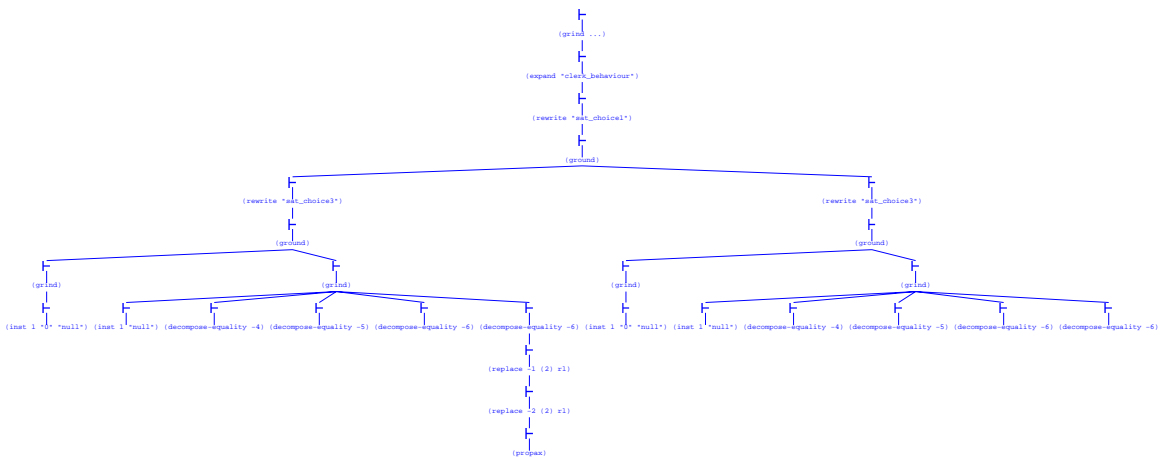 (grind ...)
(expand "clerk_behaviour")
(rewrite "sat_choice1")
(ground)
(rewrite "sat_choice3") (rewrite "sat_choice3")
(ground) (ground)
(grind) (grind) (grind) (grind)
(inst 1 "0" "null") (inst 1 "null") (decompose-equality -4) (decompose-equality -5) (decompose-equality -6) (decompose-equality -6) (inst 1 "0" "null") (inst 1 "null") (decompose-equality -4) (decompose-equality -5) (decompose-equality -6) (decompose-equality -6)
(replace -1 (2) rl)
(replace -2 (2) rl)
(propax)